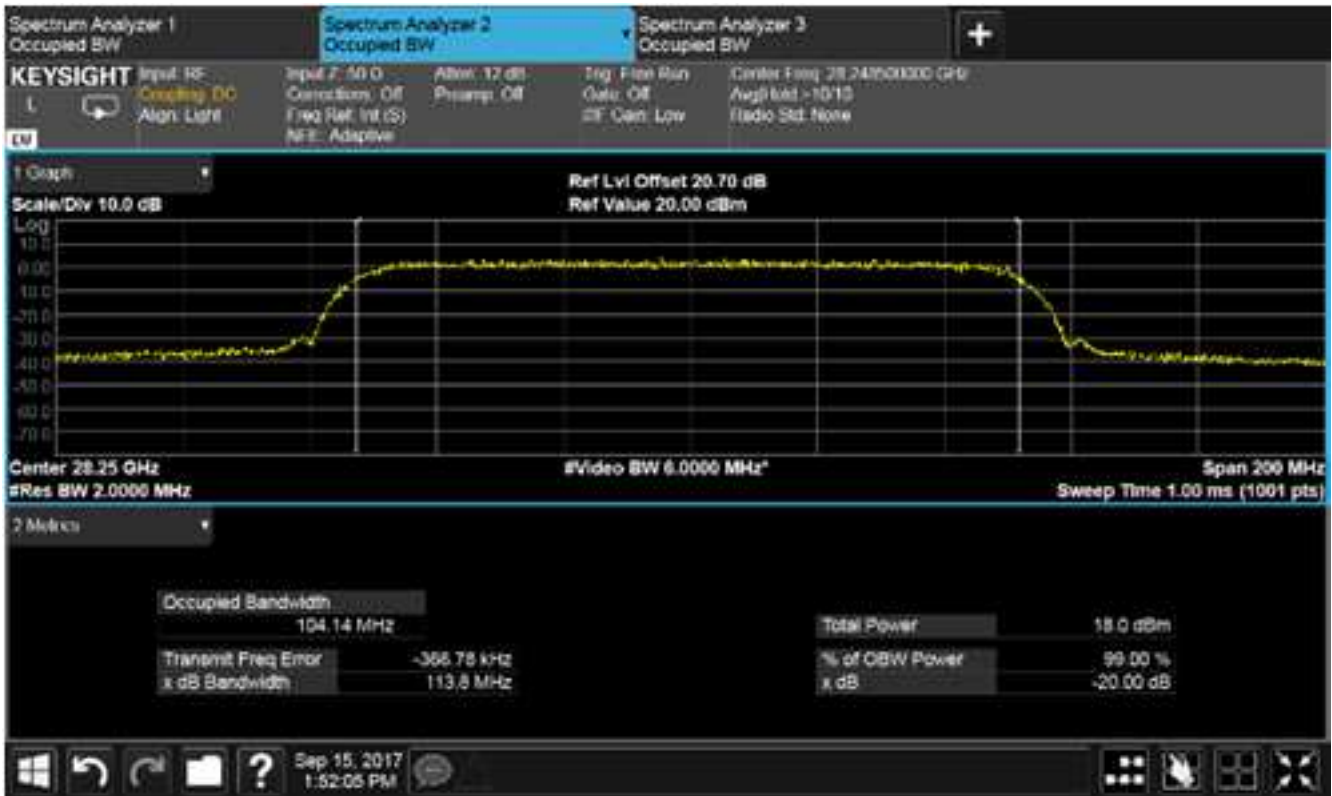 Spectrum Analyzer 1
Occupied BW
Spectrum Analyzer 2
Occupied BW
Spectrum Analyzer 3
Occupied BW
KEYSIGHT
Input: RF
Coupling: DC
Align: Light
Input Z: 50 Ω
Corrections: Off
Freq Ref: Int (S)
NFE: Adaptive
Atten: 12 dB
Preamp: Off
Trig: Free Run
Gate: Off
#IF Gain: Low
Center Freq: 28.248500000 GHz
Avg|Hold:>10/10
Radio Std: None
1 Graph
Scale/Div 10.0 dB
Ref Lvl Offset 20.70 dB
Ref Value 20.00 dBm
Log
10.0
0.00
-10.0
-20.0
-30.0
-40.0
-50.0
-60.0
-70.0
Center 28.25 GHz
#Video BW 6.0000 MHz*
Span 200 MHz
#Res BW 2.0000 MHz
Sweep Time 1.00 ms (1001 pts)
2 Metrics
Occupied Bandwidth
104.14 MHz
Total Power 18.0 dBm
Transmit Freq Error -366.78 kHz
% of OBW Power 99.00 %
x dB Bandwidth 113.8 MHz
x dB -20.00 dB
?
Sep 15, 2017
1:52:05 PM